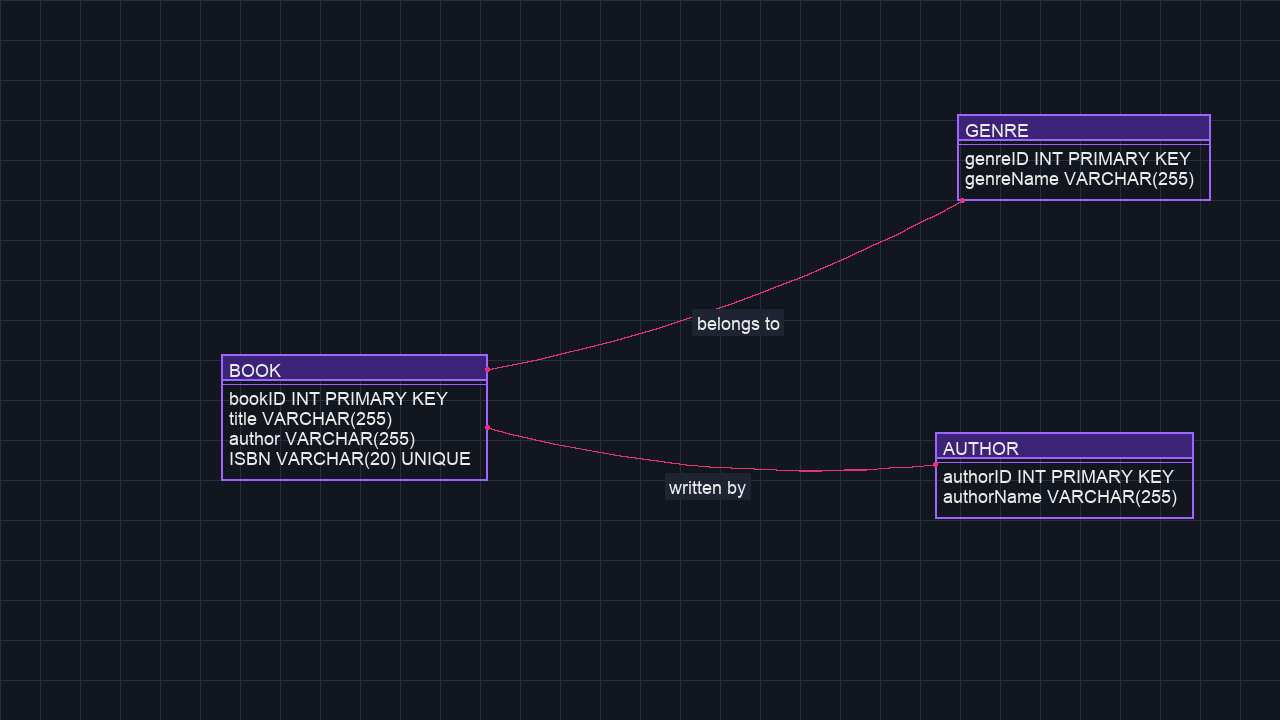 GENRE
genreID INT PRIMARY KEY
genreName VARCHAR(255)
belongs to
BOOK
bookID INT PRIMARY KEY
title VARCHAR(255)
author VARCHAR(255)
ISBN VARCHAR(20) UNIQUE
written by
AUTHOR
authorID INT PRIMARY KEY
authorName VARCHAR(255)